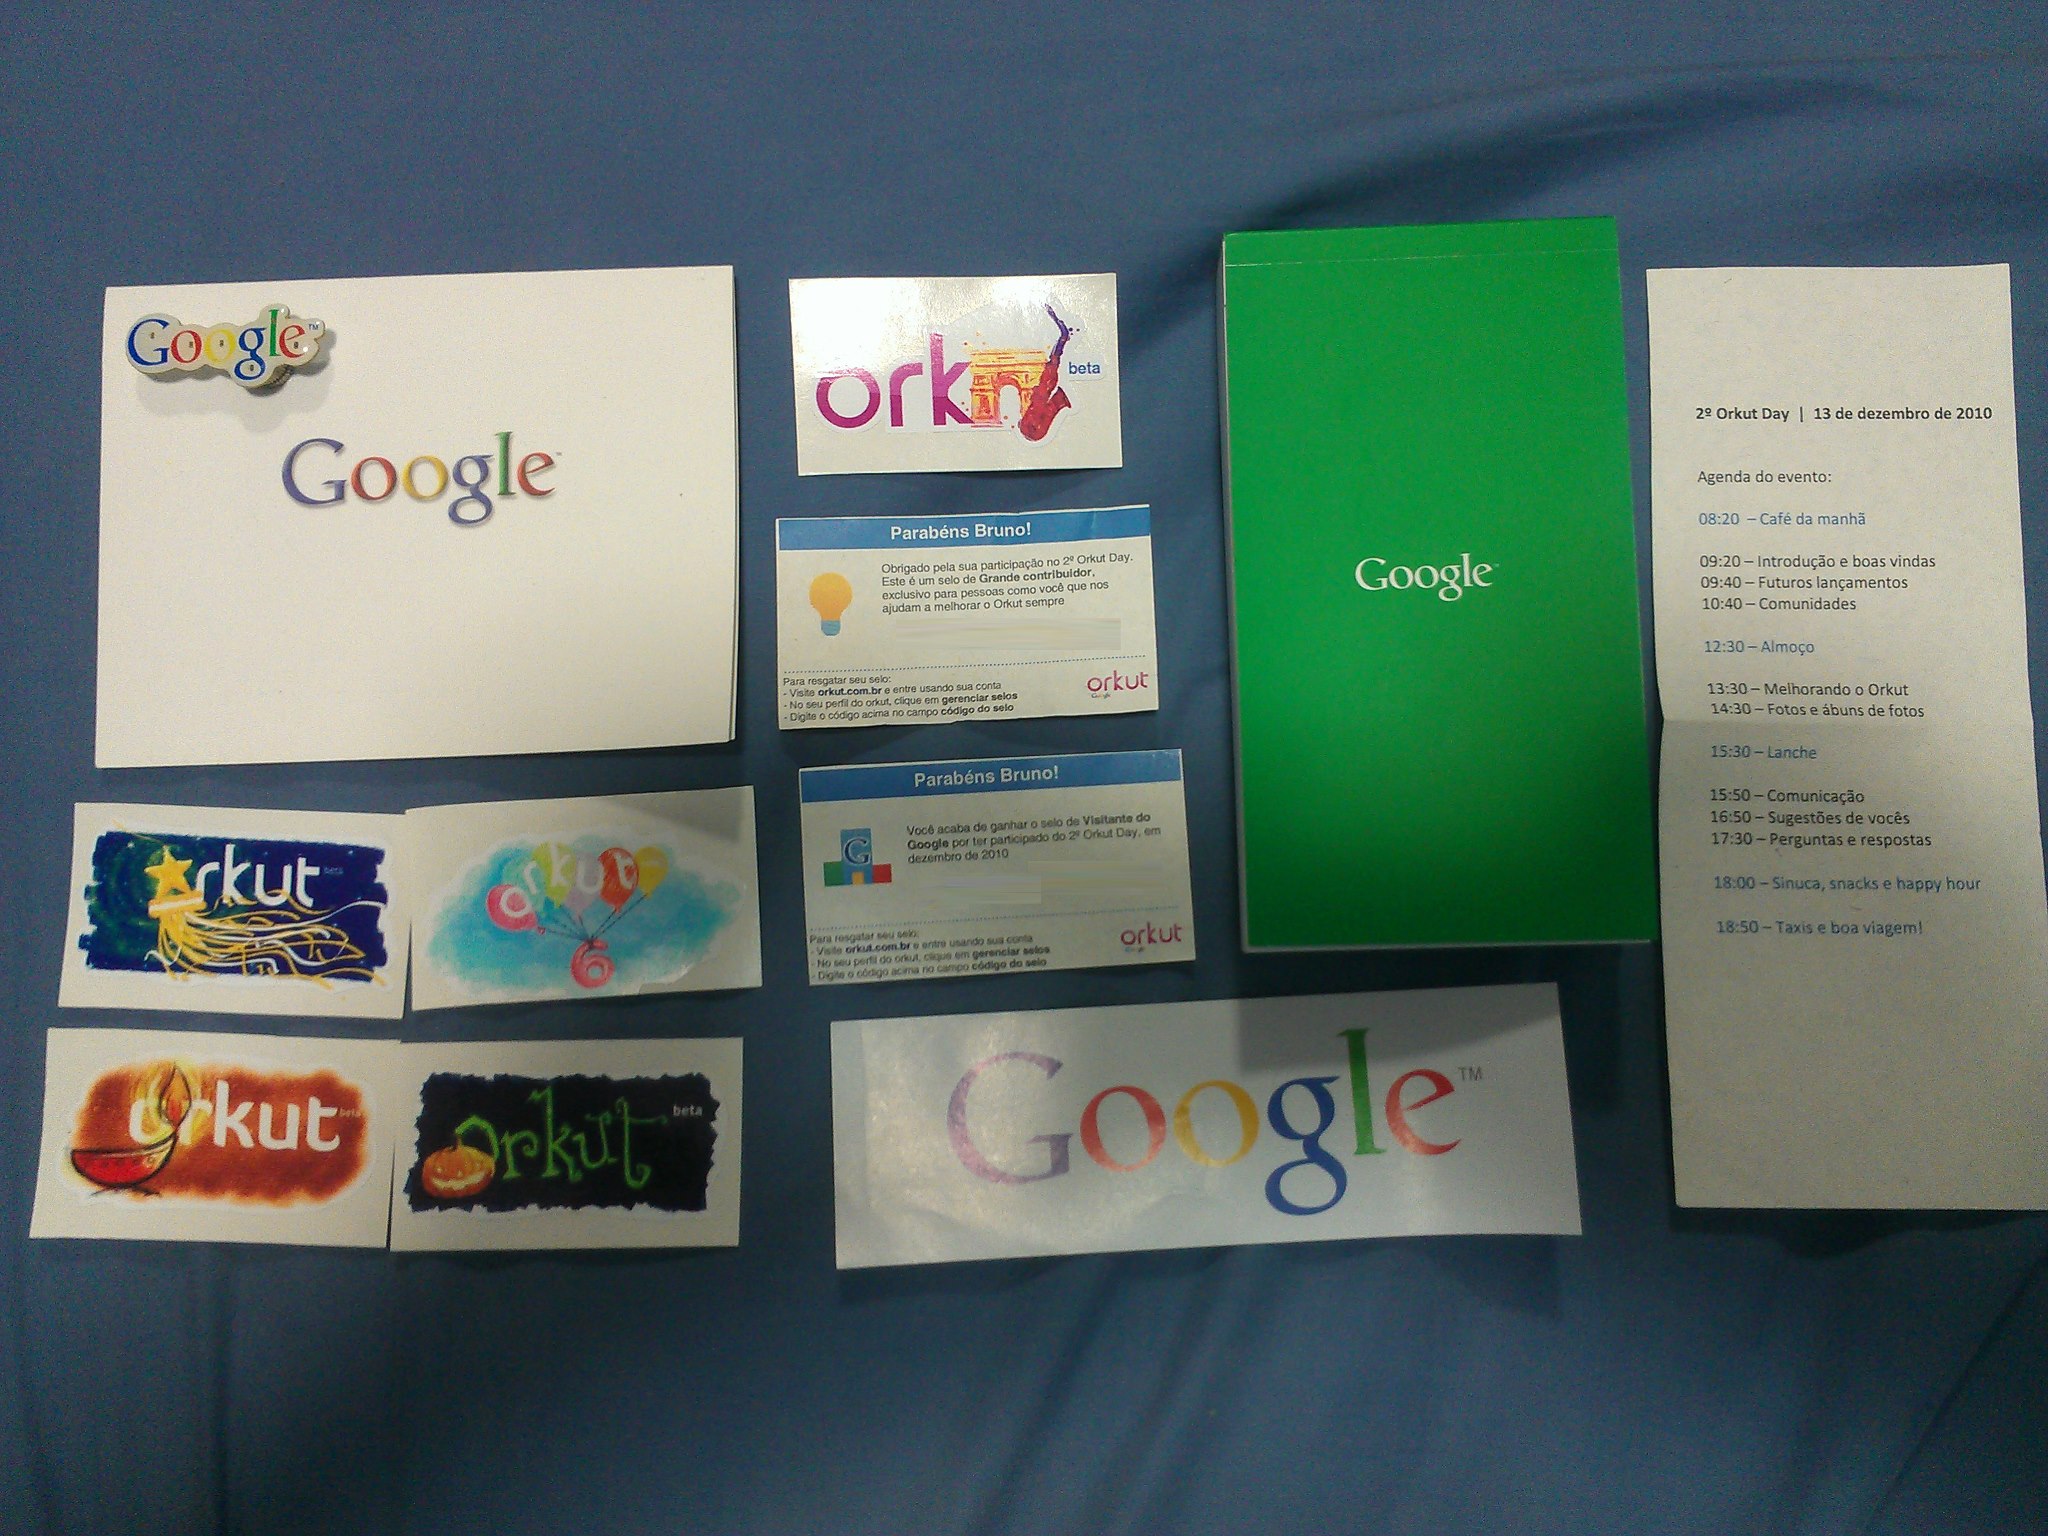 Google™
Google™
ork beta
Parabéns Bruno!
Obrigado pela sua participação no 2º Orkut Day.
Este é um selo de Grande contribuidor,
exclusivo para pessoas como você que nos
ajudam a melhorar o Orkut sempre
Para resgatar seu selo:
- Visite orkut.com.br e entre usando sua conta
- No seu perfil do orkut, clique em gerenciar selos
- Digite o código acima no campo código do selo
orkut
Google
Parabéns Bruno!
G
Você acaba de ganhar o selo de Visitante do
Google por ter participado do 2º Orkut Day, em
dezembro de 2010
Para resgatar seu selo:
- Visite orkut.com.br e entre usando sua conta
- No seu perfil do orkut, clique em gerenciar selos
- Digite o código acima no campo código do selo
orkut
Google™
2º Orkut Day | 13 de dezembro de 2010
Agenda do evento:
08:20 – Café da manhã
09:20 – Introdução e boas vindas
09:40 – Futuros lançamentos
10:40 – Comunidades
12:30 – Almoço
13:30 – Melhorando o Orkut
14:30 – Fotos e ábuns de fotos
15:30 – Lanche
15:50 – Comunicação
16:50 – Sugestões de vocês
17:30 – Perguntas e respostas
18:00 – Sinuca, snacks e happy hour
18:50 – Taxis e boa viagem!
orkut beta
orkut
6
orkut beta
orkut beta
Google™